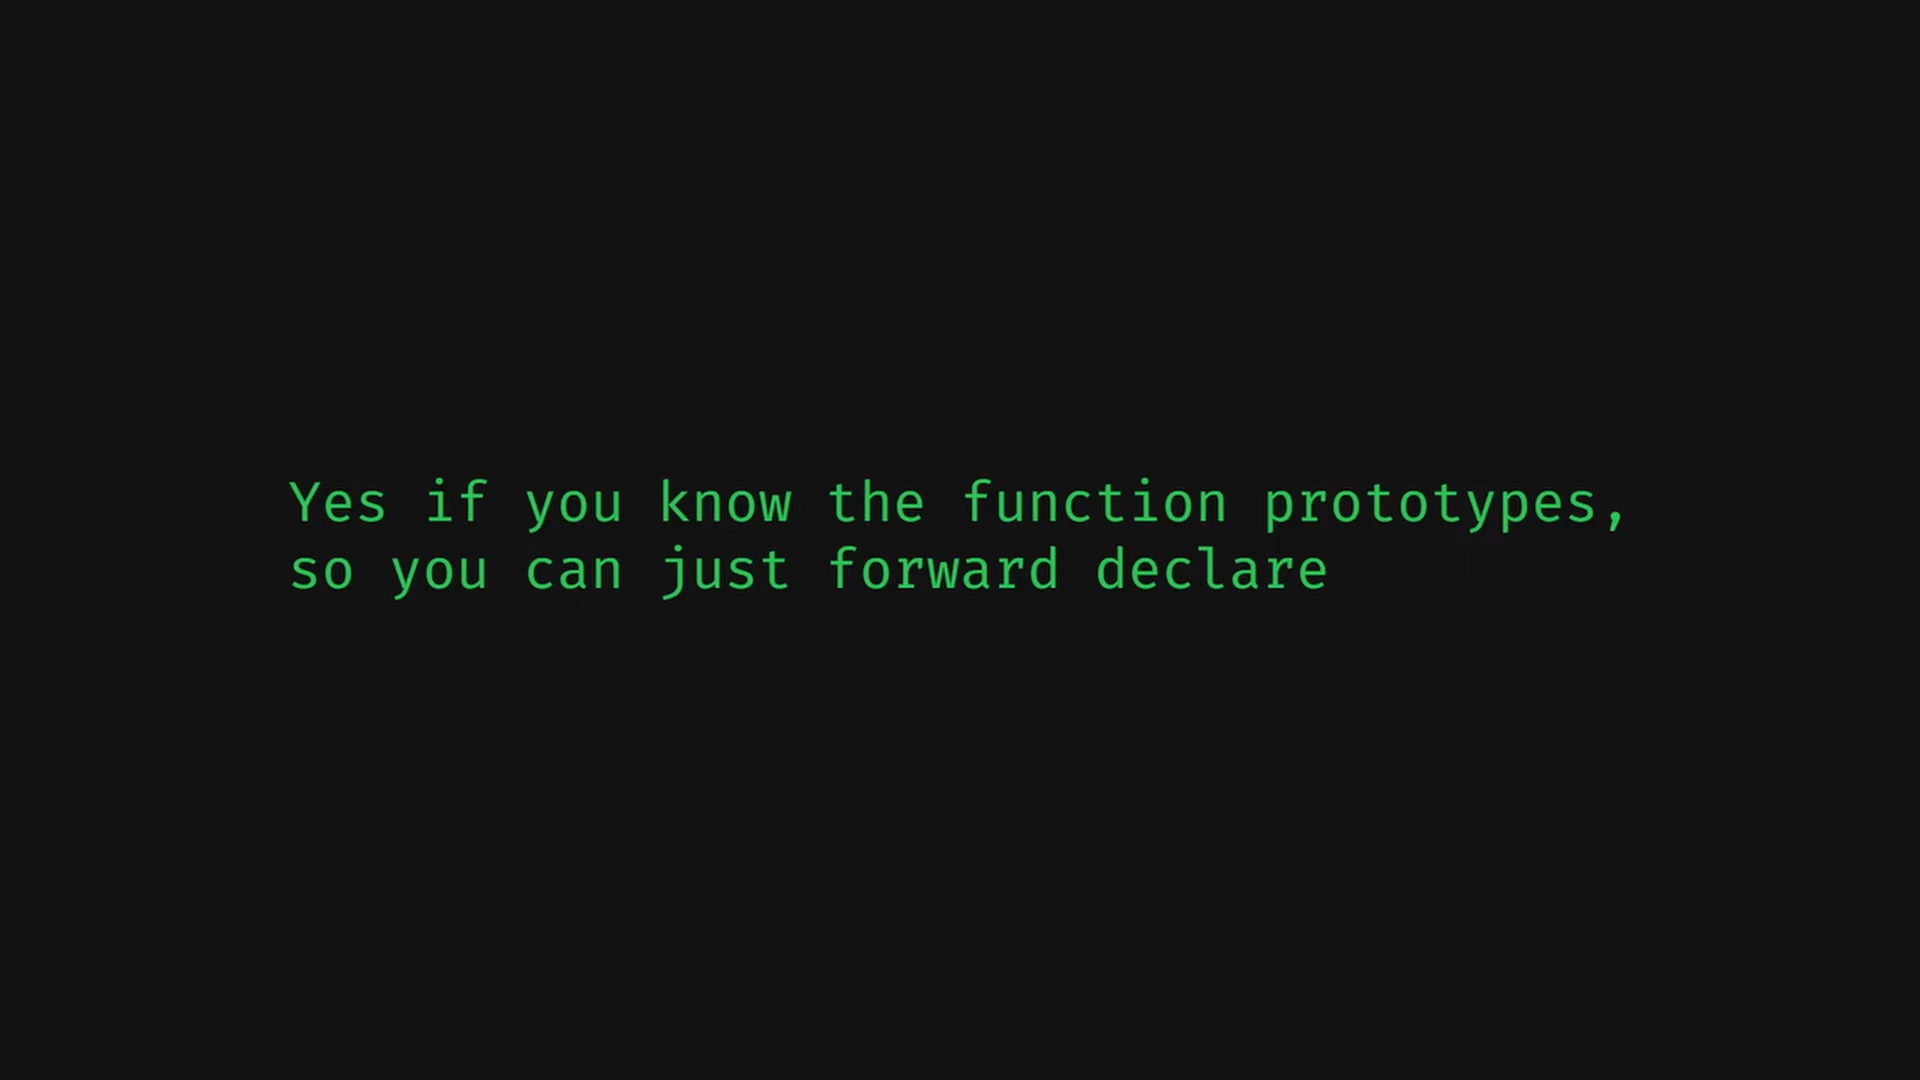 Yes if you know the function prototypes,
so you can just forward declare